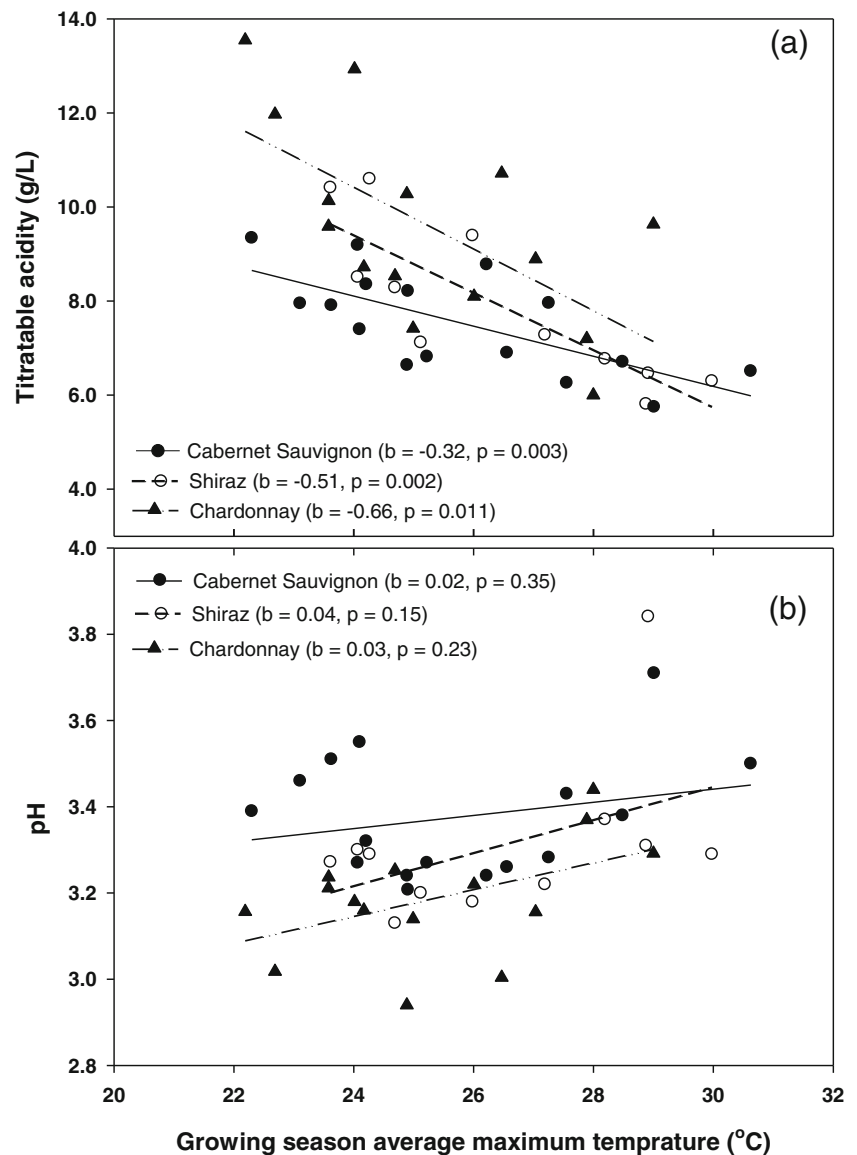 (a)
14.0
12.0
10.0
8.0
6.0
4.0
Titratable acidity (g/L)
Cabernet Sauvignon (b = -0.32, p = 0.003)
Shiraz (b = -0.51, p = 0.002)
Chardonnay (b = -0.66, p = 0.011)
(b)
4.0
3.8
3.6
3.4
3.2
3.0
2.8
pH
Cabernet Sauvignon (b = 0.02, p = 0.35)
Shiraz (b = 0.04, p = 0.15)
Chardonnay (b = 0.03, p = 0.23)
20 22 24 26 28 30 32
Growing season average maximum temprature (°C)